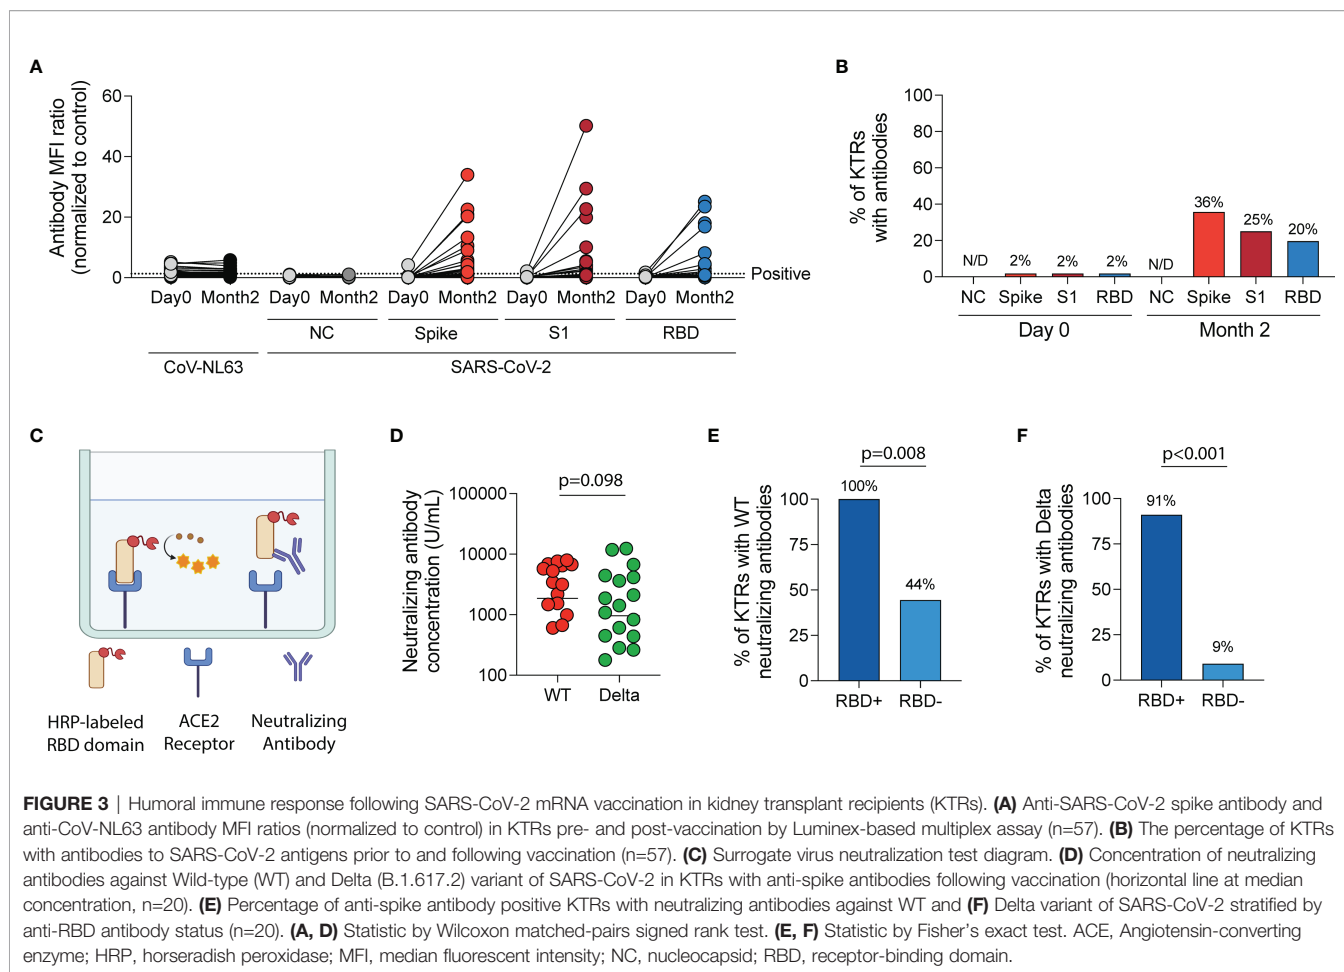 A
Antibody MFI ratio
(normalized to control)
60
40
20
0
Positive
Day0 Month2 Day0 Month2 Day0 Month2 Day0 Month2 Day0 Month2
NC Spike S1 RBD
CoV-NL63 SARS-CoV-2
B
% of KTRs
with antibodies
100
80
60
40
20
0
N/D 2% 2% 2% N/D 36% 25% 20%
NC Spike S1 RBD NC Spike S1 RBD
Day 0 Month 2
C
HRP-labeled
RBD domain
ACE2
Receptor
Neutralizing
Antibody
D
Neutralizing antibody
concentration (U/mL)
p=0.098
100000
10000
1000
100
WT Delta
E
% of KTRs with WT
neutralizing antibodies
p=0.008
100%
44%
100
75
50
25
0
RBD+ RBD-
F
% of KTRs with Delta
neutralizing antibodies
p<0.001
91%
9%
100
75
50
25
0
RBD+ RBD-
FIGURE 3 | Humoral immune response following SARS-CoV-2 mRNA vaccination in kidney transplant recipients (KTRs). (A) Anti-SARS-CoV-2 spike antibody and
anti-CoV-NL63 antibody MFI ratios (normalized to control) in KTRs pre- and post-vaccination by Luminex-based multiplex assay (n=57). (B) The percentage of KTRs
with antibodies to SARS-CoV-2 antigens prior to and following vaccination (n=57). (C) Surrogate virus neutralization test diagram. (D) Concentration of neutralizing
antibodies against Wild-type (WT) and Delta (B.1.617.2) variant of SARS-CoV-2 in KTRs with anti-spike antibodies following vaccination (horizontal line at median
concentration, n=20). (E) Percentage of anti-spike antibody positive KTRs with neutralizing antibodies against WT and (F) Delta variant of SARS-CoV-2 stratified by
anti-RBD antibody status (n=20). (A, D) Statistic by Wilcoxon matched-pairs signed rank test. (E, F) Statistic by Fisher's exact test. ACE, Angiotensin-converting
enzyme; HRP, horseradish peroxidase; MFI, median fluorescent intensity; NC, nucleocapsid; RBD, receptor-binding domain.